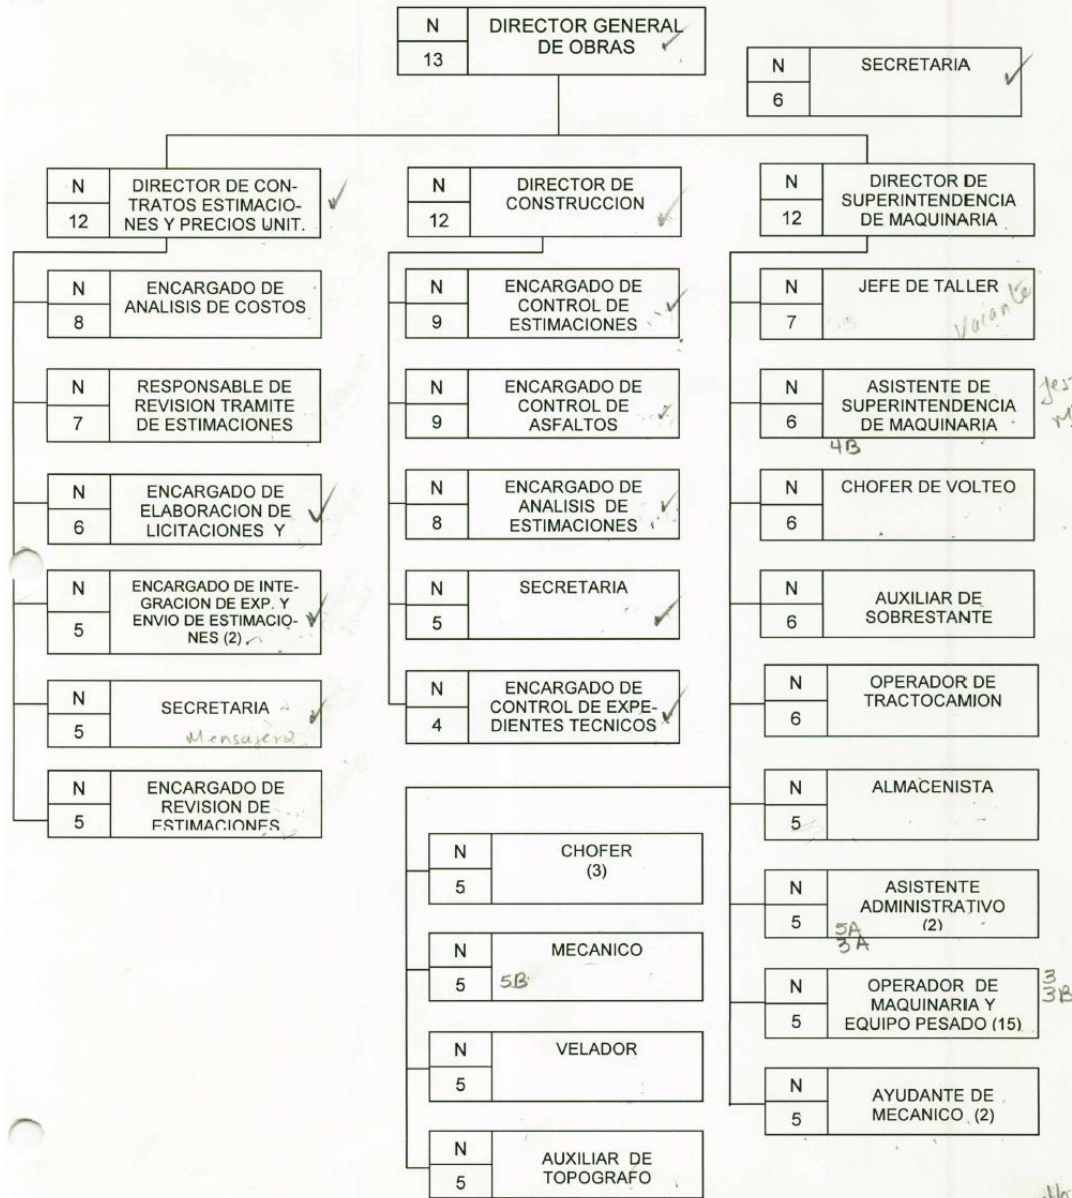 N
13
DIRECTOR GENERAL
DE OBRAS
N
6
SECRETARIA
N
12
DIRECTOR DE CON-
TRATOS ESTIMACIO-
NES Y PRECIOS UNIT.
N
8
ENCARGADO DE
ANALISIS DE COSTOS
N
7
RESPONSABLE DE
REVISION TRAMITE
DE ESTIMACIONES
N
6
ENCARGADO DE
ELABORACION DE
LICITACIONES Y
N
5
ENCARGADO DE INTE-
GRACION DE EXP. Y
ENVIO DE ESTIMACIO-
NES (2)
N
5
SECRETARIA
Mensajera
N
5
ENCARGADO DE
REVISION DE
ESTIMACIONES
N
12
DIRECTOR DE
CONSTRUCCION
N
9
ENCARGADO DE
CONTROL DE
ESTIMACIONES
N
9
ENCARGADO DE
CONTROL DE
ASFALTOS
N
8
ENCARGADO DE
ANALISIS DE
ESTIMACIONES
N
5
SECRETARIA
N
4
ENCARGADO DE
CONTROL DE EXPE-
DIENTES TECNICOS
N
12
DIRECTOR DE
SUPERINTENDENCIA
DE MAQUINARIA
N
7
JEFE DE TALLER
N
6
ASISTENTE DE
SUPERINTENDENCIA
DE MAQUINARIA
4B
N
6
CHOFER DE VOLTEO
N
6
AUXILIAR DE
SOBRESTANTE
N
6
OPERADOR DE
TRACTOCAMION
N
5
ALMACENISTA
N
5
ASISTENTE
ADMINISTRATIVO
(2)
5A
3A
N
5
OPERADOR DE
MAQUINARIA Y
EQUIPO PESADO (15)
3
3B
N
5
AYUDANTE DE
MECANICO (2)
N
5
CHOFER
(3)
N
5
MECANICO
5B
N
5
VELADOR
N
5
AUXILIAR DE
TOPOGRAFO